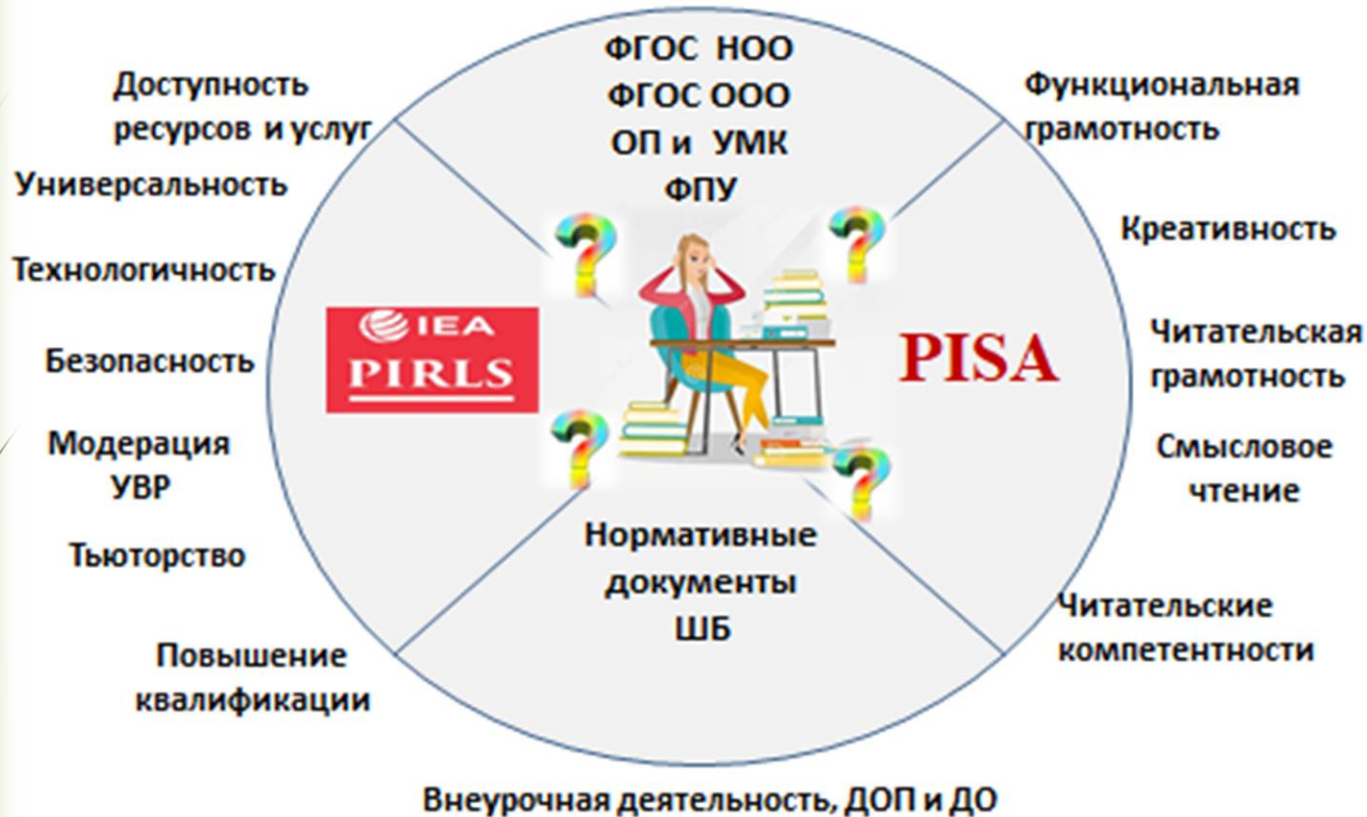 ФГОС НОО
ФГОС ООО
ОП и УМК
ФПУ
Доступность
ресурсов и услуг
Универсальность
Технологичность
Безопасность
Модерация
УВР
Тьюторство
Повышение
квалификации
IEA
PIRLS
PISA
Нормативные
документы
ШБ
Функциональная
грамотность
Креативность
Читательская
грамотность
Смысловое
чтение
Читательские
компетентности
Внеурочная деятельность, ДОП и ДО